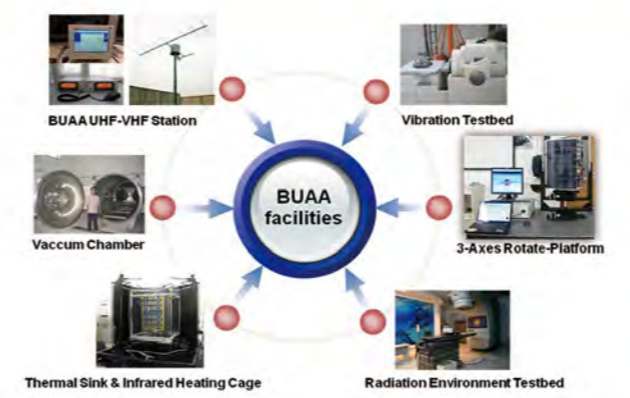 BUAA UHF-VHF Station
Vibration Testbed
BUAA
facilities
Vaccum Chamber
3-Axes Rotate-Platform
Thermal Sink & Infrared Heating Cage
Radiation Environment Testbed